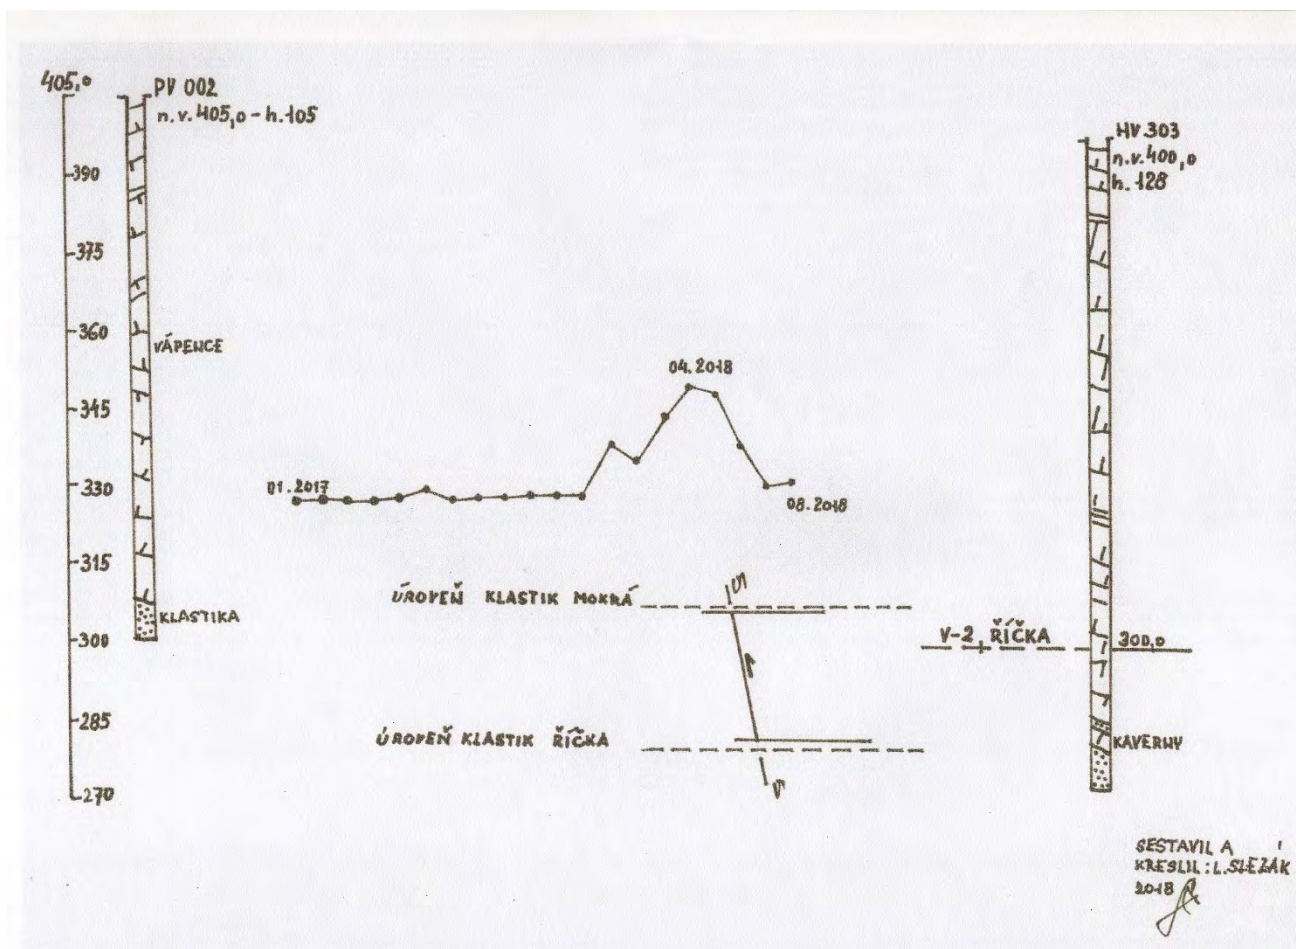 405,0
PV 002
n.v. 405,0 - h. 105
390
375
360
345
330
315
300
285
270
VÁPENCE
KLASTIKA
01.2017
04.2018
08.2018
ÚROVEŇ KLASTIK MOKRÁ
ÚROVEŇ KLASTIK ŘÍČKA
V-2, ŘÍČKA
HV 303
n.v. 400,0
h. 128
300,0
KAVERNY
SESTAVIL A
KRESLIL: L. SLEZÁK
2018